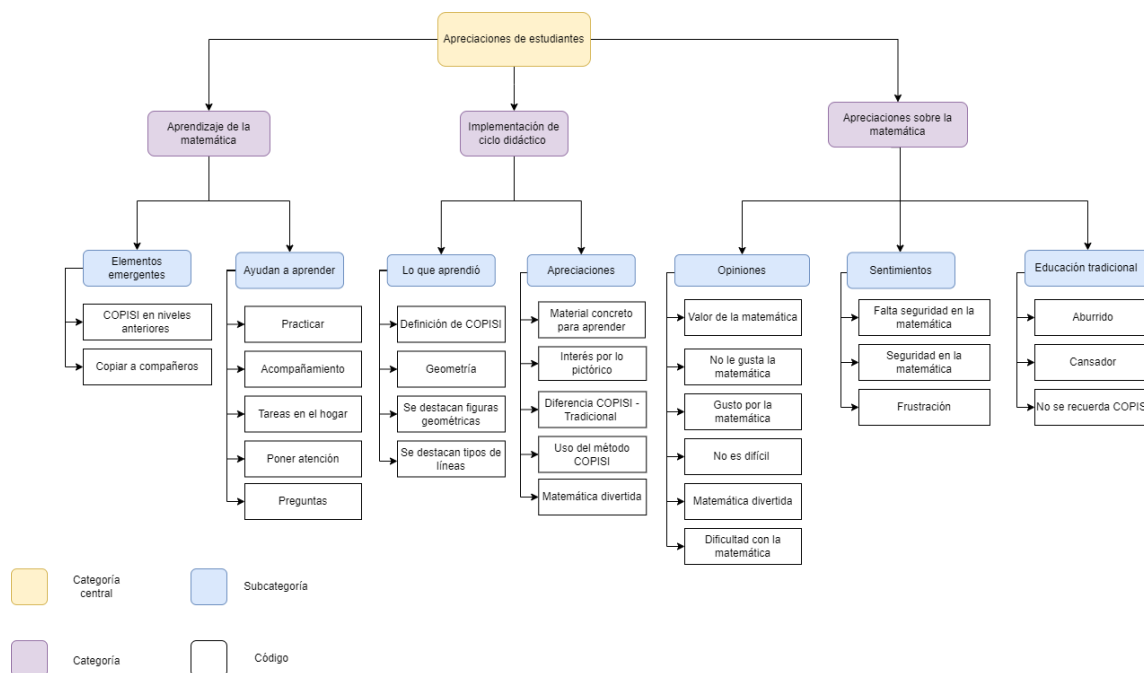 Apreciaciones de estudiantes
Aprendizaje de la
matemática
Implementación de
ciclo didáctico
Apreciaciones sobre la
matemática
Elementos
emergentes
Ayudan a aprender
Lo que aprendió
Apreciaciones
Opiniones
Sentimientos
Educación tradicional
COPISI en niveles
anteriores
Copiar a compañeros
Practicar
Acompañamiento
Tareas en el hogar
Poner atención
Preguntas
Definición de COPISI
Geometría
Se destacan figuras
geométricas
Se destacan tipos de
líneas
Material concreto
para aprender
Interés por lo
pictórico
Diferencia COPISI -
Tradicional
Uso del método
COPISI
Matemática divertida
Valor de la matemática
No le gusta la
matemática
Gusto por la
matemática
No es difícil
Matemática divertida
Dificultad con la
matemática
Falta seguridad en la
matemática
Seguridad en la
matemática
Frustración
Aburrido
Cansador
No se recuerda COPISI
Categoría
central
Subcategoría
Categoría
Código